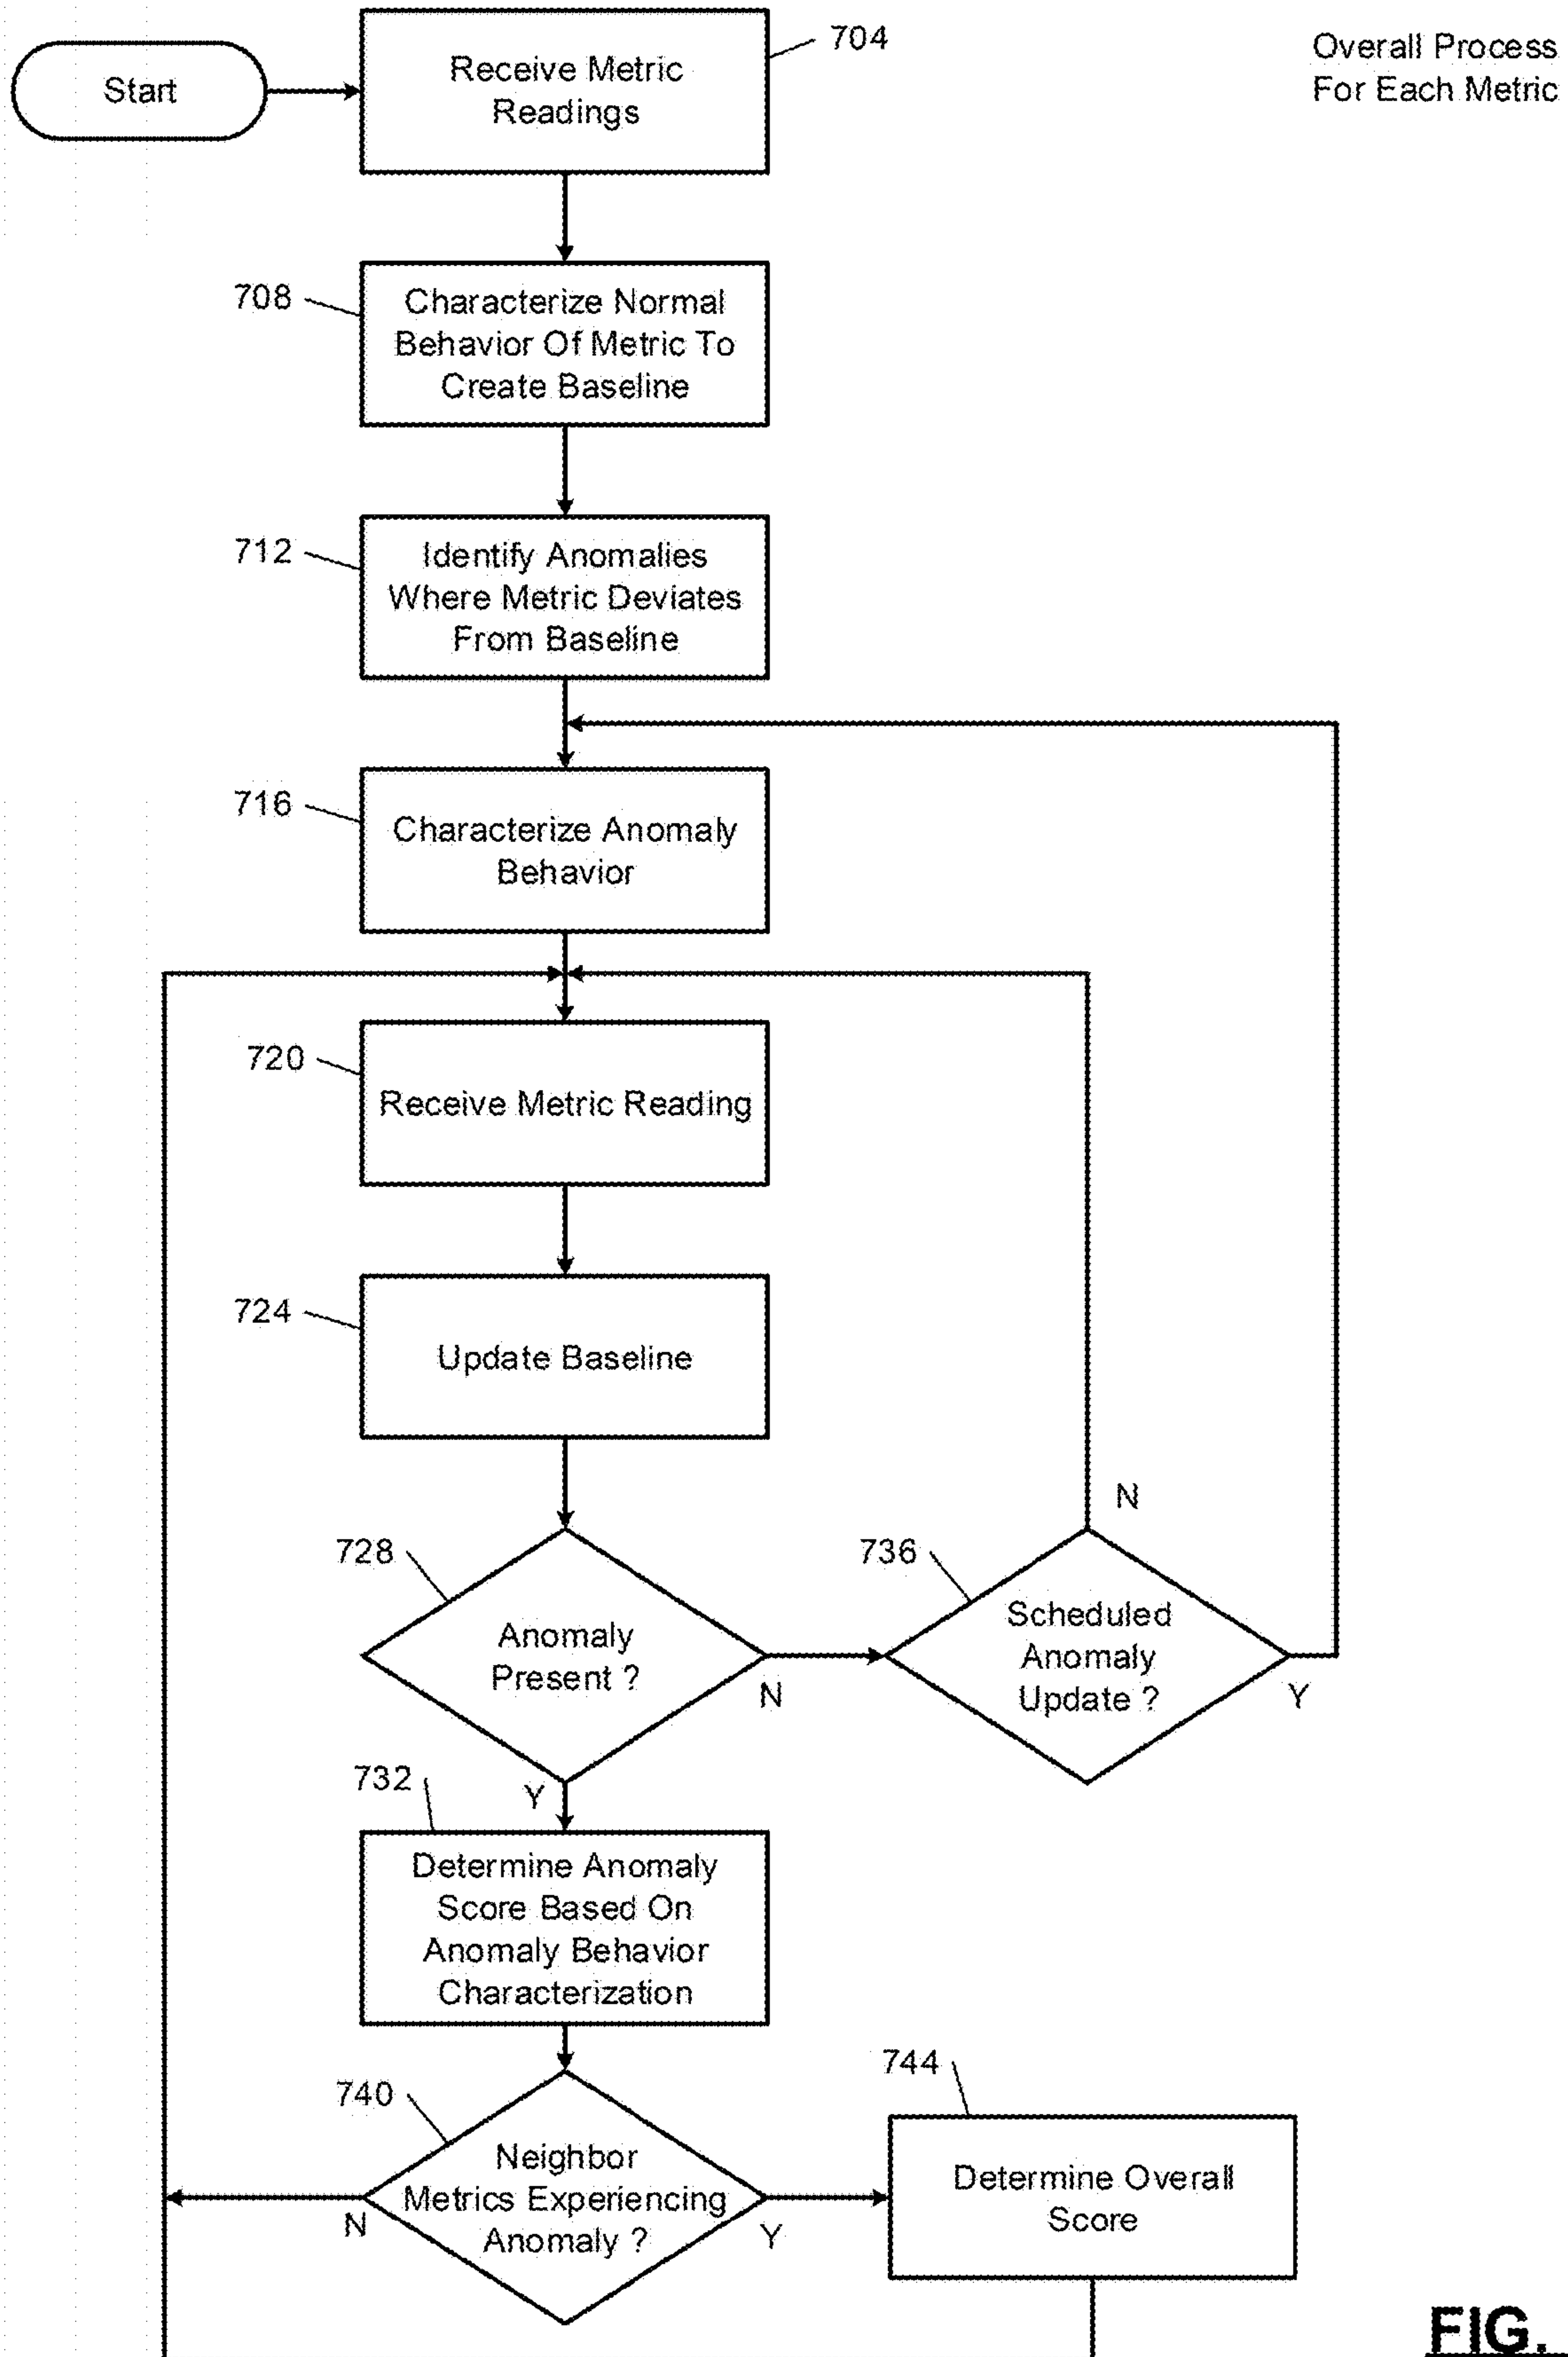 Start
Receive Metric
Readings
704
Overall Process
For Each Metric
708
Characterize Normal
Behavior Of Metric To
Create Baseline
712
Identify Anomalies
Where Metric Deviates
From Baseline
716
Characterize Anomaly
Behavior
720
Receive Metric Reading
724
Update Baseline
728
Anomaly
Present ?
N
Y
736
Scheduled
Anomaly
Update ?
N
Y
732
Determine Anomaly
Score Based On
Anomaly Behavior
Characterization
740
Neighbor
Metrics Experiencing
Anomaly ?
N
Y
744
Determine Overall
Score
FIG.